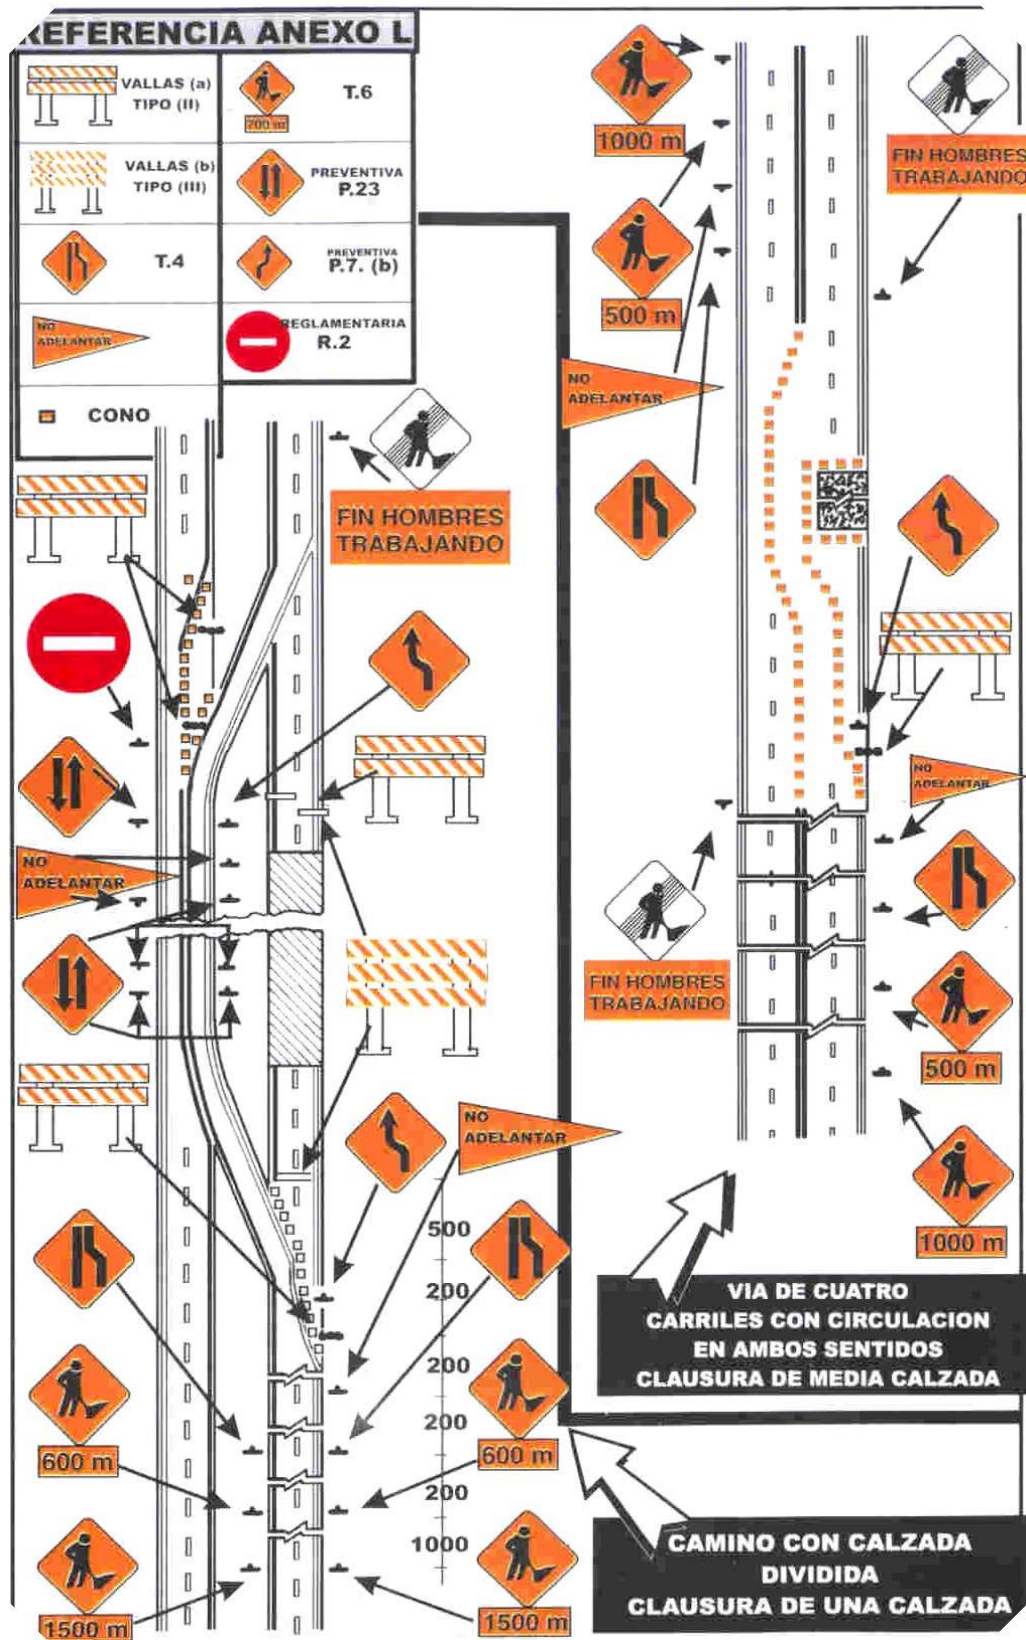 REFERENCIA ANEXO L
VALLAS (a)
TIPO (II)
700 m
T.6
VALLAS (b)
TIPO (III)
PREVENTIVA
P.23
T.4
PREVENTIVA
P.7. (b)
NO
ADELANTAR
REGLAMENTARIA
R.2
CONO
FIN HOMBRES
TRABAJANDO
NO
ADELANTAR
NO
ADELANTAR
500
200
200
200
200
1000
600 m
600 m
1500 m
1500 m
1000 m
FIN HOMBRES
TRABAJANDO
500 m
NO
ADELANTAR
NO
ADELANTAR
FIN HOMBRES
TRABAJANDO
500 m
1000 m
VIA DE CUATRO
CARRILES CON CIRCULACION
EN AMBOS SENTIDOS
CLAUSURA DE MEDIA CALZADA
CAMINO CON CALZADA
DIVIDIDA
CLAUSURA DE UNA CALZADA